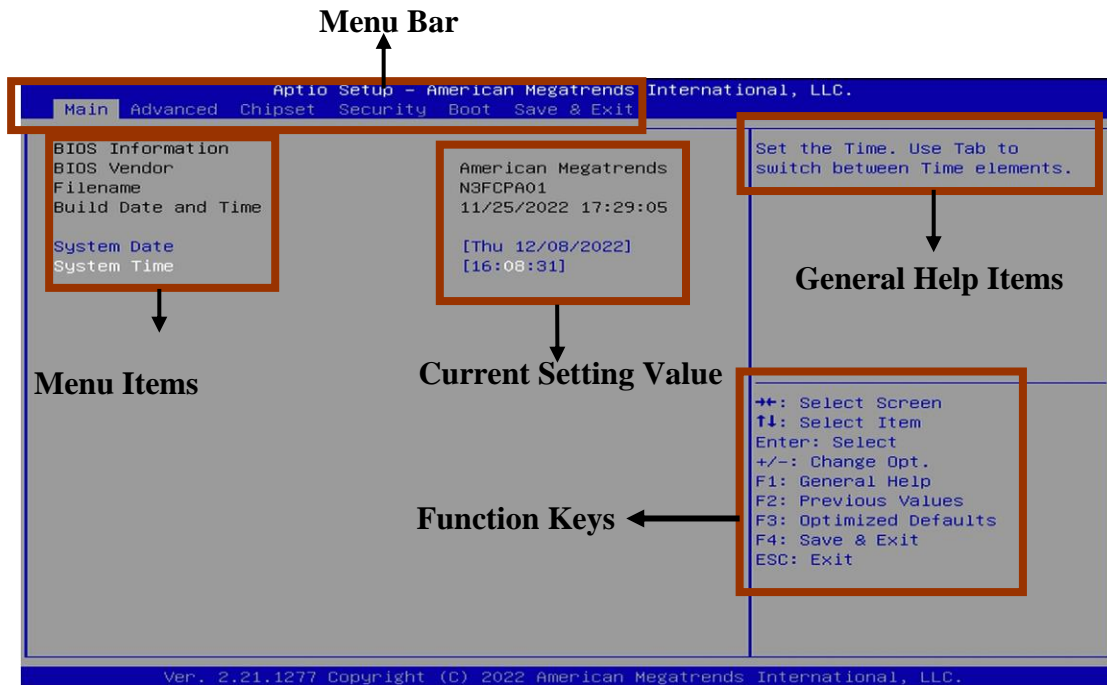 Menu Bar
Aptio Setup – American Megatrends International, LLC.
Main Advanced Chipset Security Boot Save & Exit
BIOS Information
BIOS Vendor American Megatrends
Filename N3FCPA01
Build Date and Time 11/25/2022 17:29:05
System Date [Thu 12/08/2022]
System Time [16:08:31]
Set the Time. Use Tab to
switch between Time elements.
General Help Items
Menu Items
Current Setting Value
→←: Select Screen
↑↓: Select Item
Enter: Select
+/-: Change Opt.
F1: General Help
F2: Previous Values
F3: Optimized Defaults
F4: Save & Exit
ESC: Exit
Function Keys
Ver. 2.21.1277 Copyright (C) 2022 American Megatrends International, LLC.